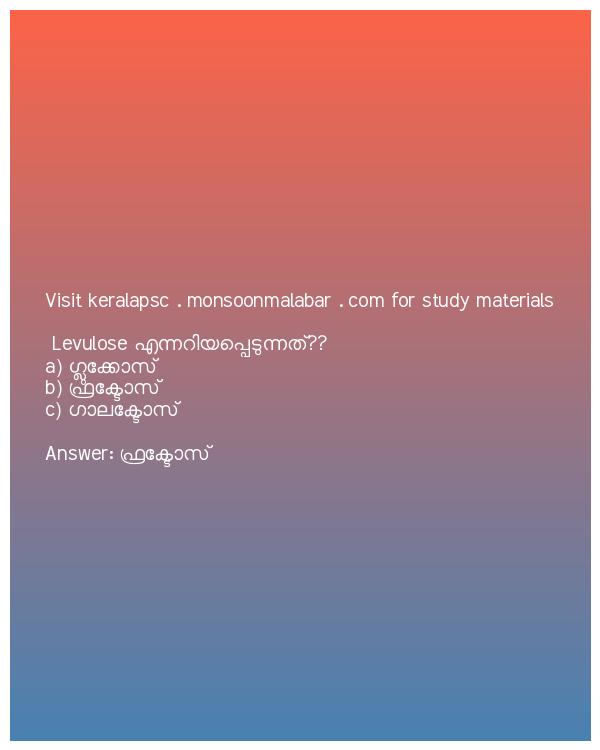 Visit keralapsc . monsoonmalabar . com for study materials
Levulose എന്നറിയപ്പെടുന്നത്??
a) ഗ്ലൂക്കോസ്
b) ഫ്രക്ടോസ്
c) ഗാലക്ടോസ്
Answer: ഫ്രക്ടോസ്